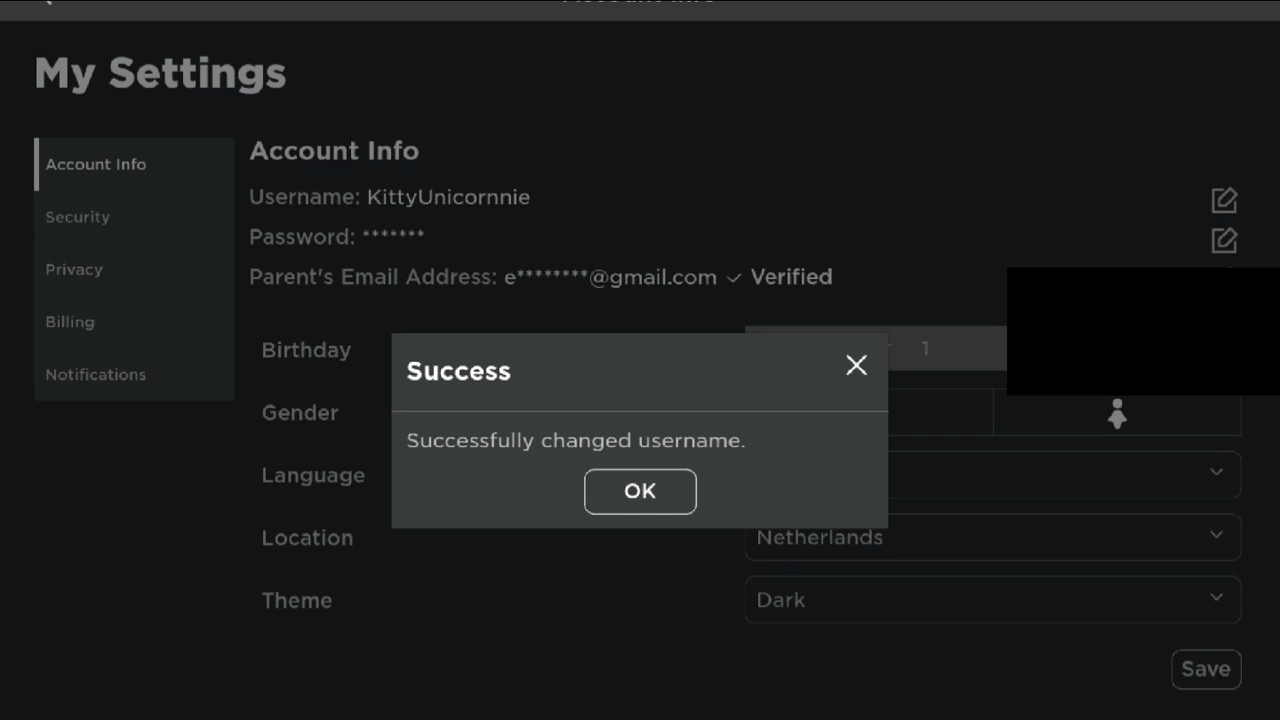 My Settings
Account Info
Security
Privacy
Billing
Notifications
Account Info
Username: KittyUnicornnie
Password: *******
Parent's Email Address: e********@gmail.com ✓ Verified
Birthday
1
Gender
Language
Location
Netherlands
Theme
Dark
Save
Success
Successfully changed username.
OK